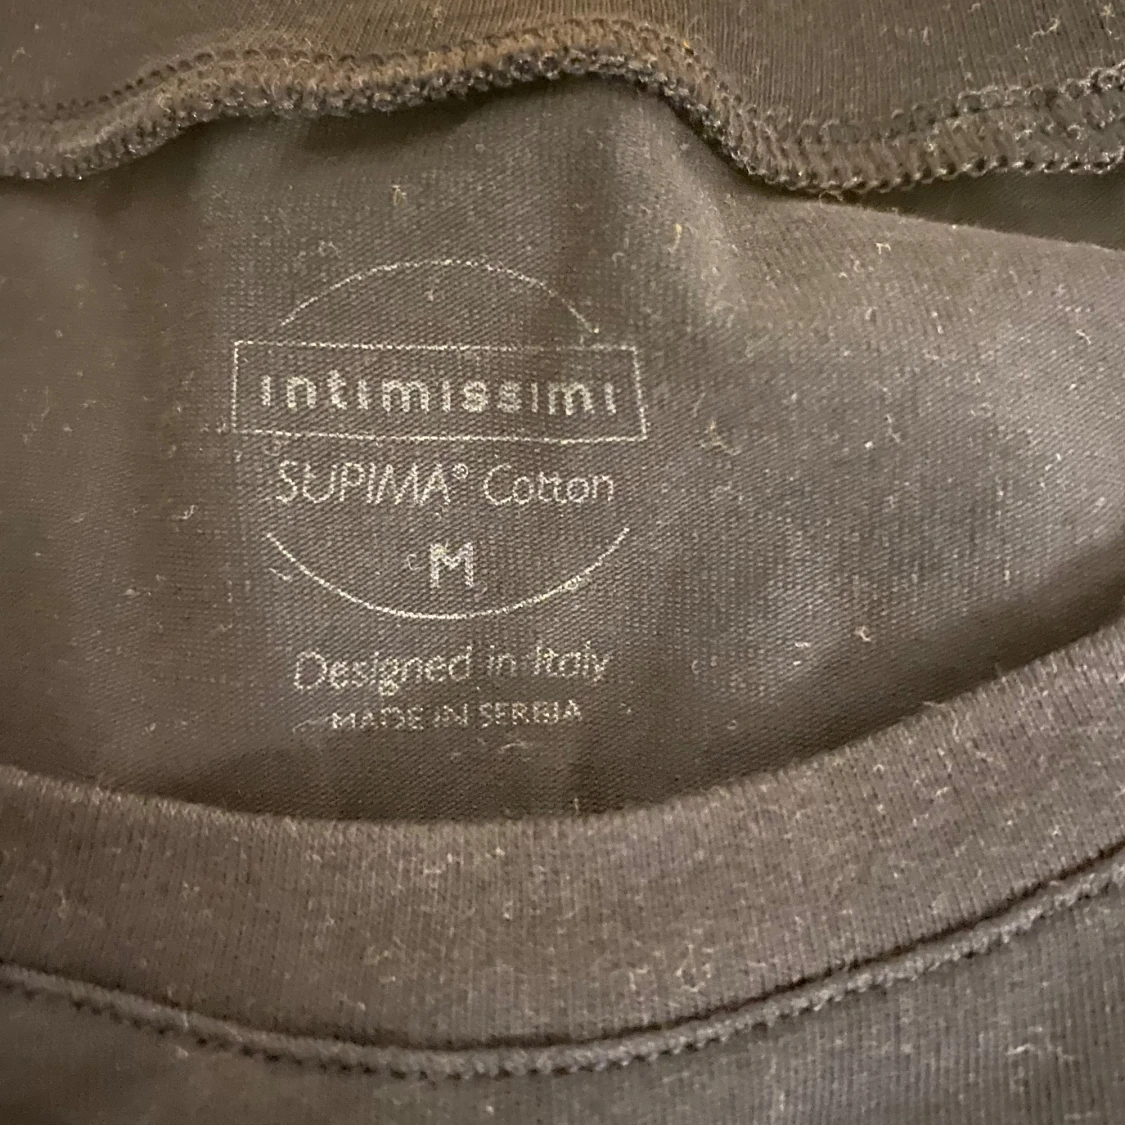 intimissimi
SUPIMA® Cotton
M
Designed in Italy
MADE IN SERBIA